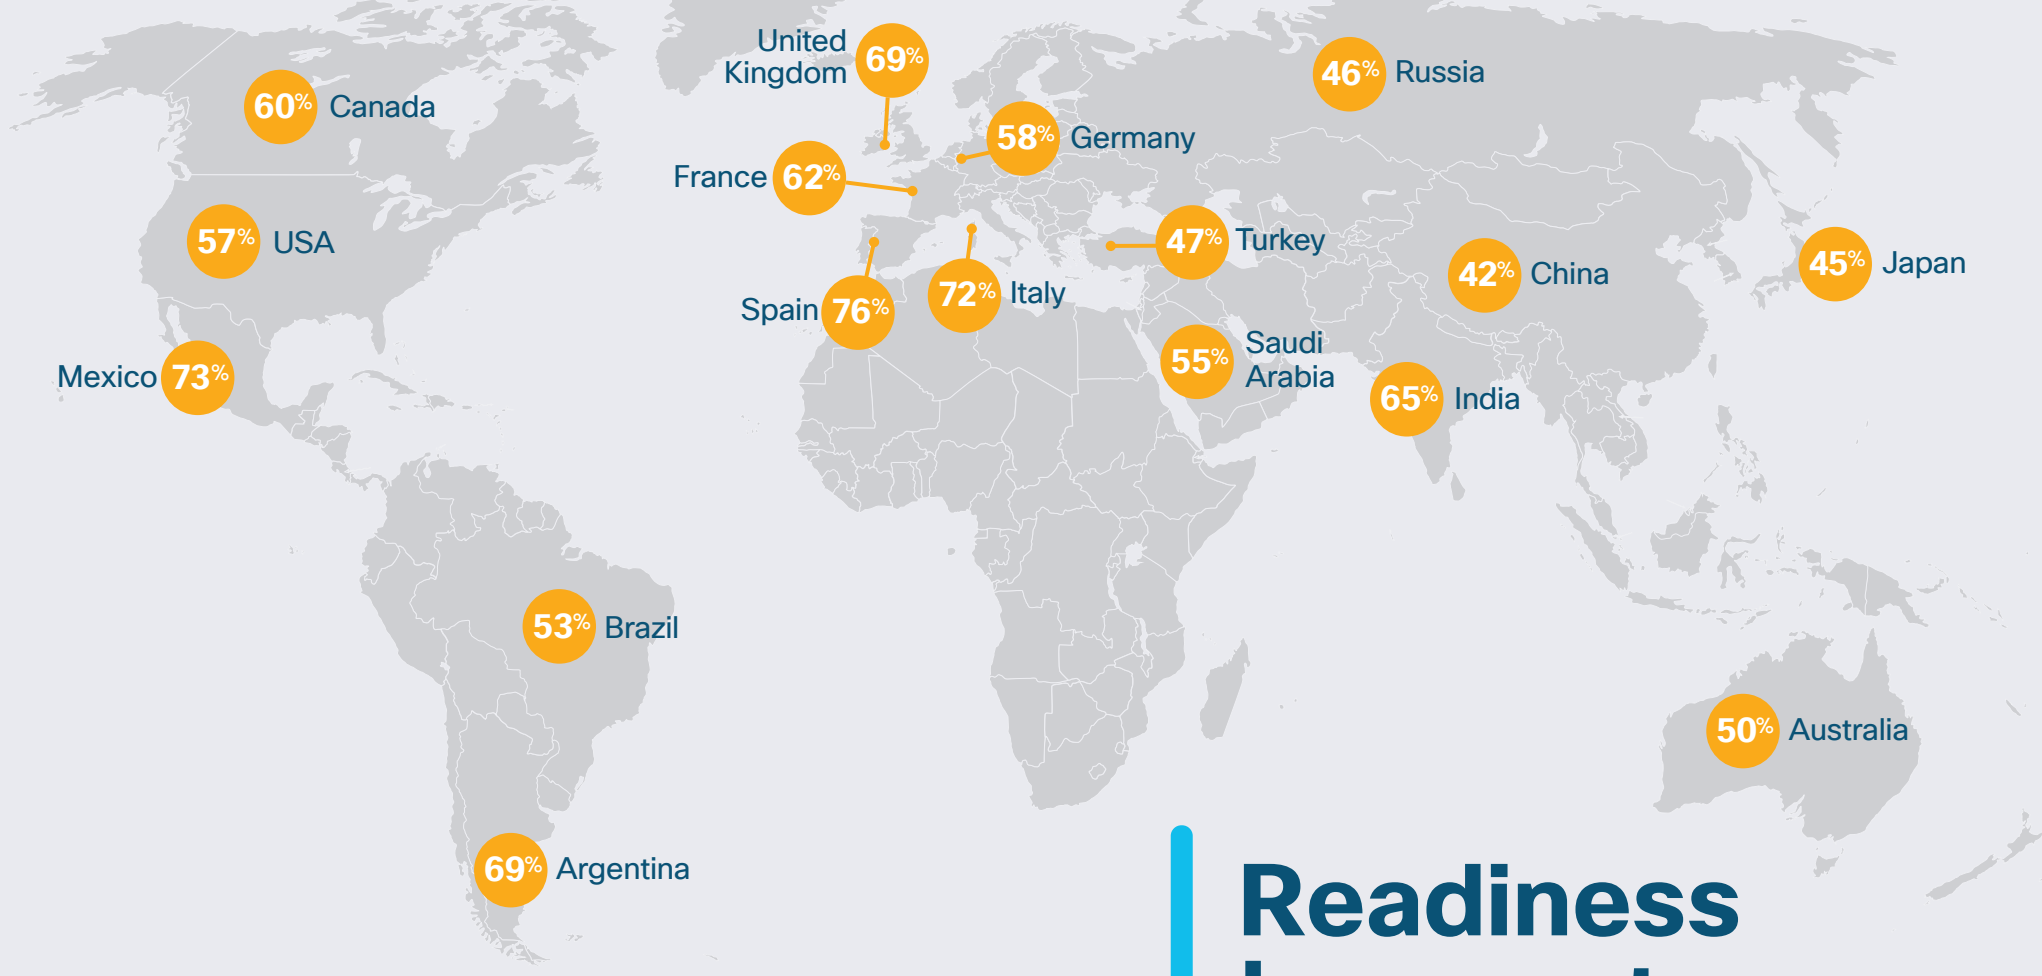 United
Kingdom 69%
46% Russia
60% Canada
58% Germany
France 62%
57% USA
47% Turkey
45% Japan
42% China
Spain 76%
72% Italy
Saudi
55% Arabia
Mexico 73%
65% India
53% Brazil
50% Australia
69% Argentina
Readiness